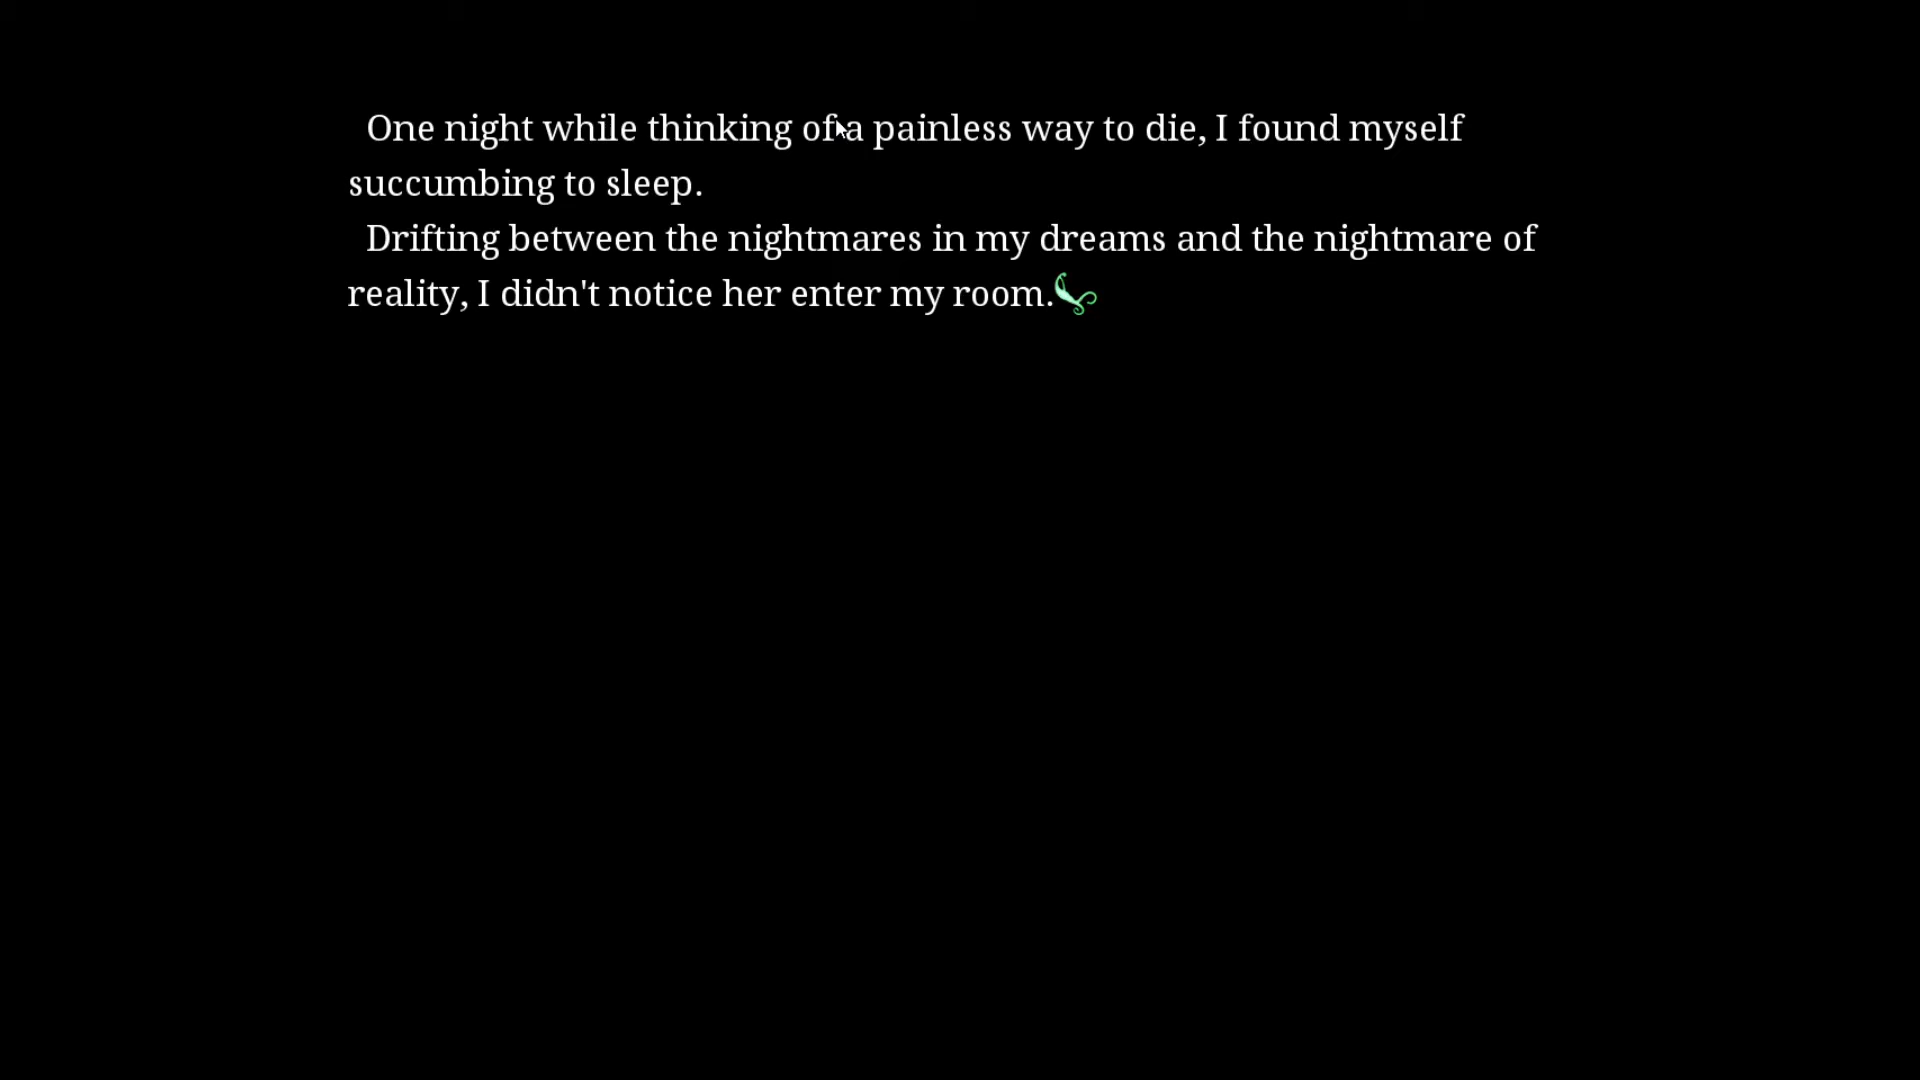 One night while thinking of a painless way to die, I found myself
succumbing to sleep.
Drifting between the nightmares in my dreams and the nightmare of
reality, I didn't notice her enter my room.